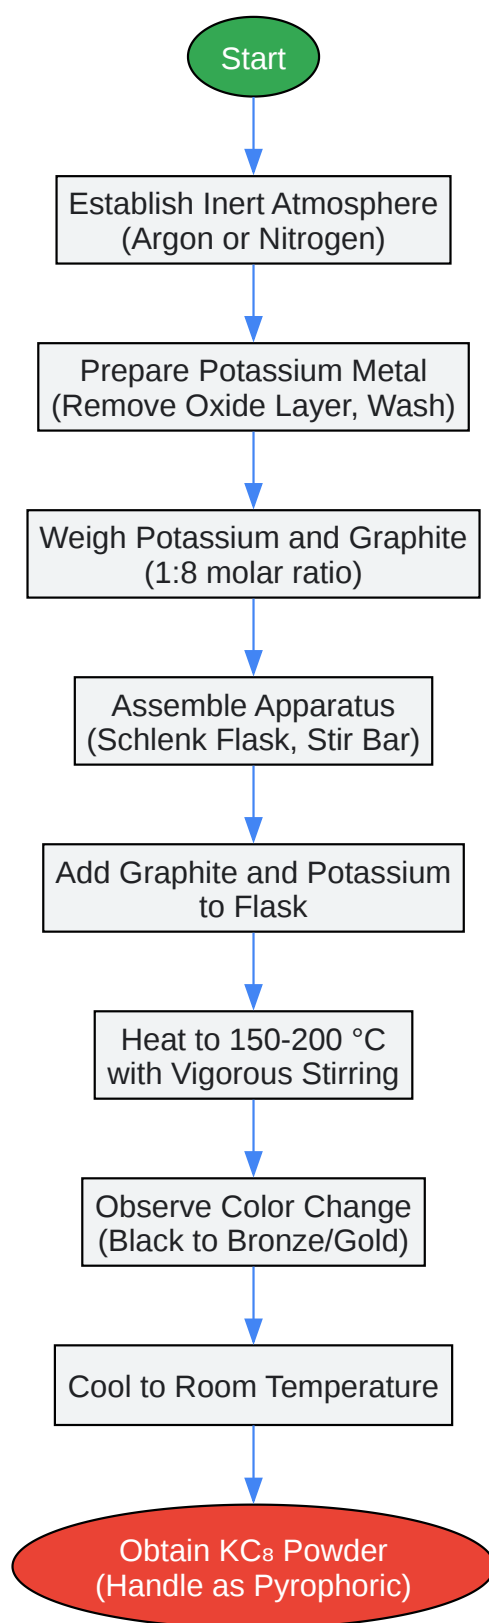 Start
Establish Inert Atmosphere
(Argon or Nitrogen)
Prepare Potassium Metal
(Remove Oxide Layer, Wash)
Weigh Potassium and Graphite
(1:8 molar ratio)
Assemble Apparatus
(Schlenk Flask, Stir Bar)
Add Graphite and Potassium
to Flask
Heat to 150-200 °C
with Vigorous Stirring
Observe Color Change
(Black to Bronze/Gold)
Cool to Room Temperature
Obtain KC₈ Powder
(Handle as Pyrophoric)